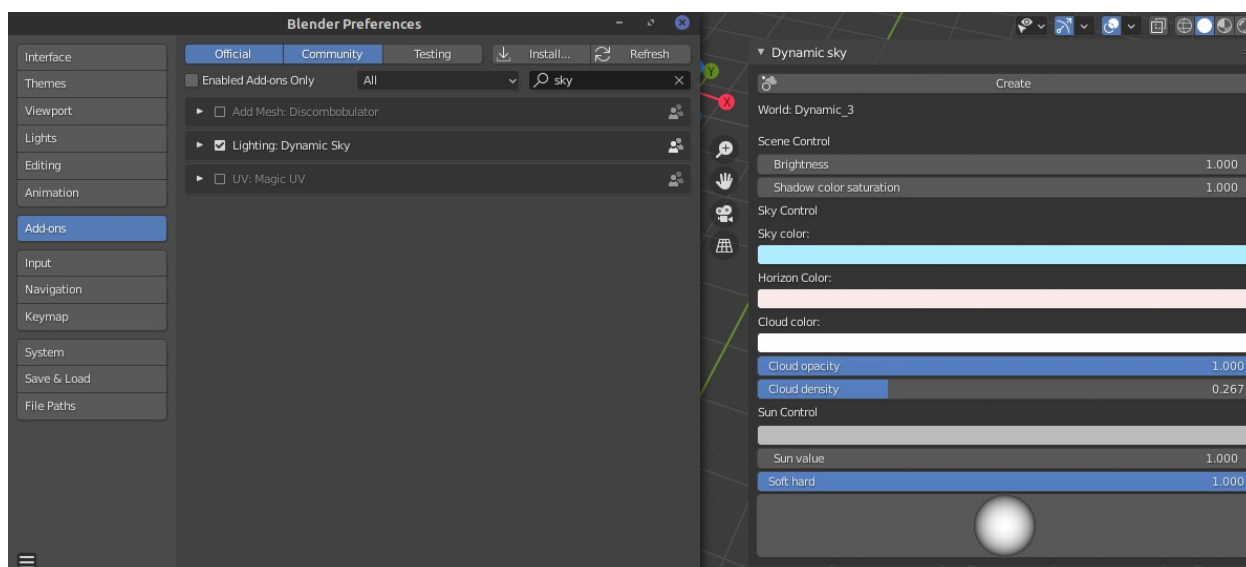 Blender Preferences
Interface
Themes
Viewport
Lights
Editing
Animation
Add-ons
Input
Navigation
Keymap
System
Save & Load
File Paths
Official Community Testing Install... Refresh
Enabled Add-ons Only All sky
Add Mesh: Discombobulator
Lighting: Dynamic Sky
UV: Magic UV
Y
X
Dynamic sky
Create
World: Dynamic_3
Scene Control
Brightness 1.000
Shadow color saturation 1.000
Sky Control
Sky color:
Horizon Color:
Cloud color:
Cloud opacity 1.000
Cloud density 0.267
Sun Control
Sun value 1.000
Soft hard 1.000